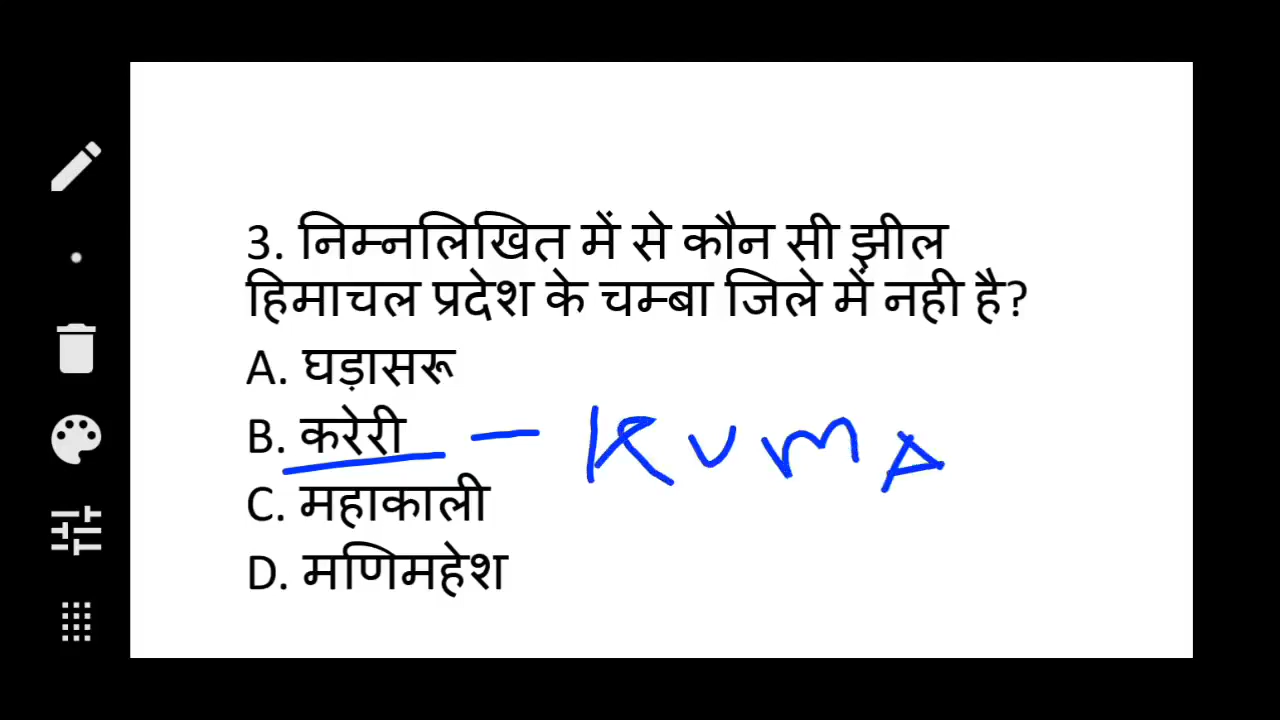 3. निम्नलिखित में से कौन सी झील
हिमाचल प्रदेश के चम्बा जिले में नही है?
A. घड़ासरू
B. करेरी — KUMA
C. महाकाली
D. मणिमहेश